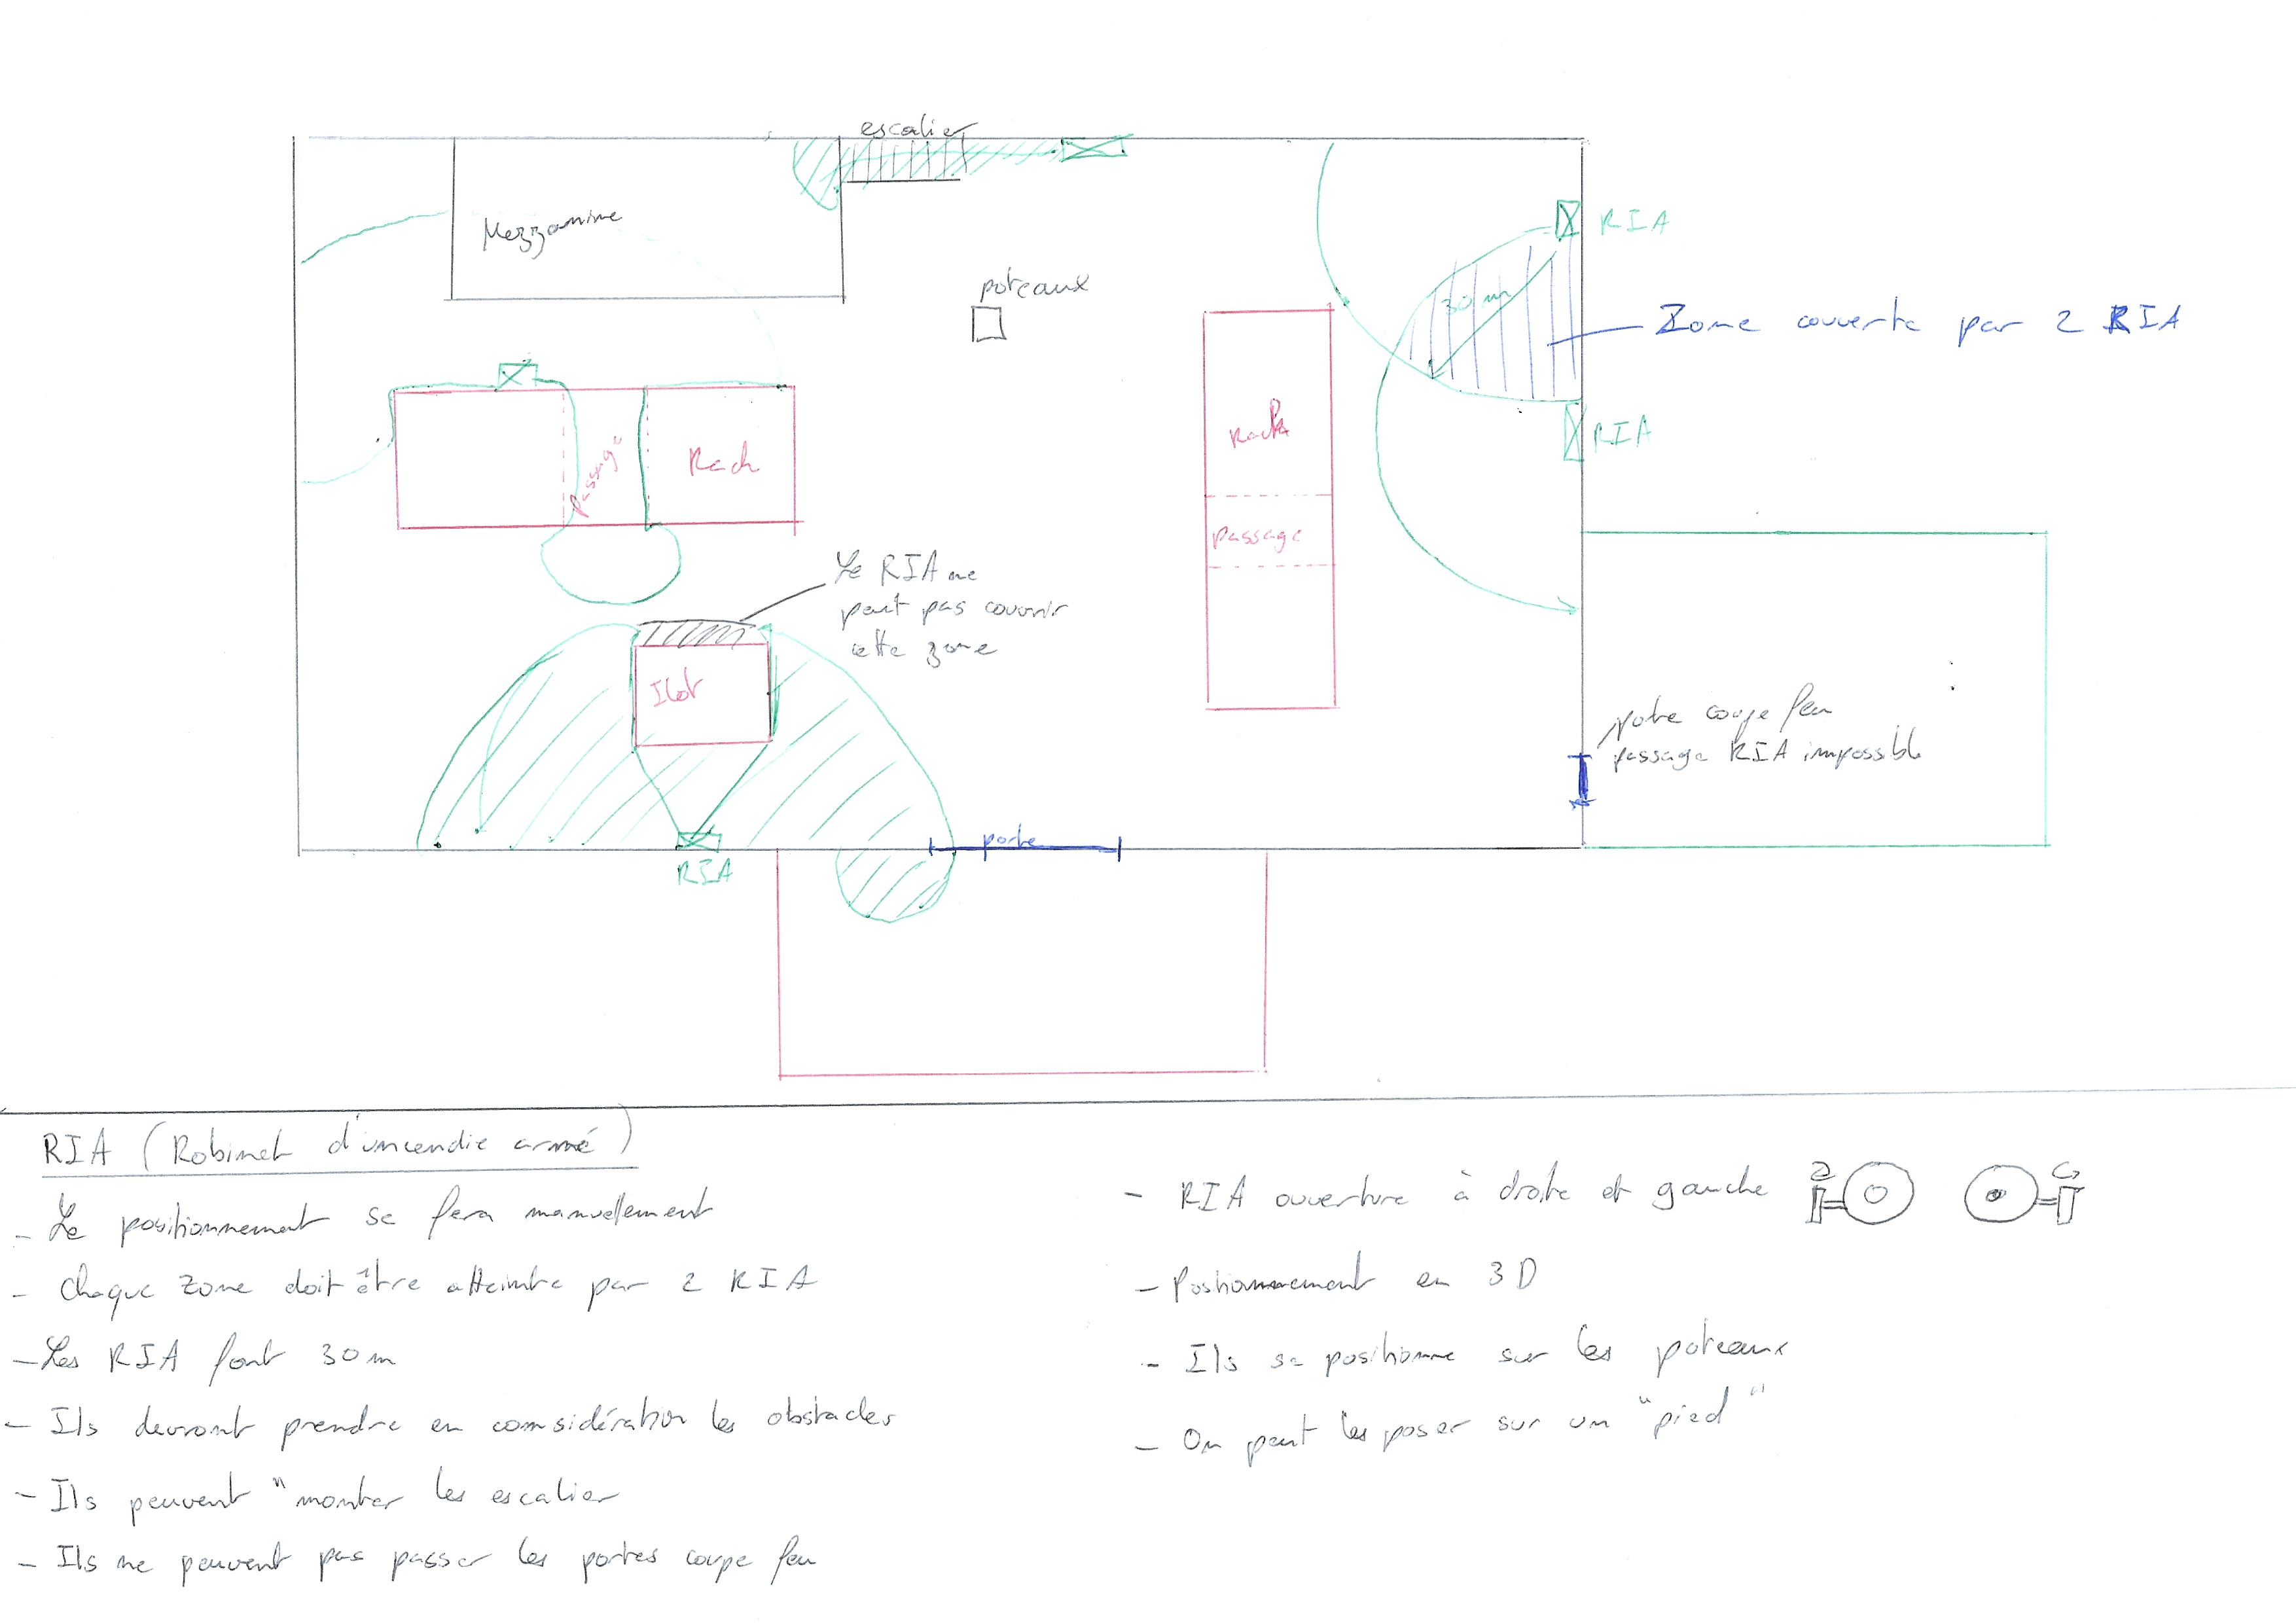 escalier
Mezzanine
RIA
poteaux
30 m
Zone couverte par 2 RIA
RIA
Rack
Passage
Rach
passage
Le RIA ne
peut pas couvrir
cette zone
Ilot
porte coupe feu
passage RIA impossible
porte
RIA
RIA (Robinet d'incendie armé)
- Le positionnement se fera manuellement
- Chaque zone doit être atteinte par 2 RIA
- Les RIA font 30m
- Ils devront prendre en considération les obstacles
- Ils peuvent "monter les escalier
- Ils ne peuvent pas passer les portes coupe feu
- RIA ouverture à droite et gauche D G
- Positionnement en 3D
- Ils se positionne sur les poteaux
- On peut les poser sur un "pied"